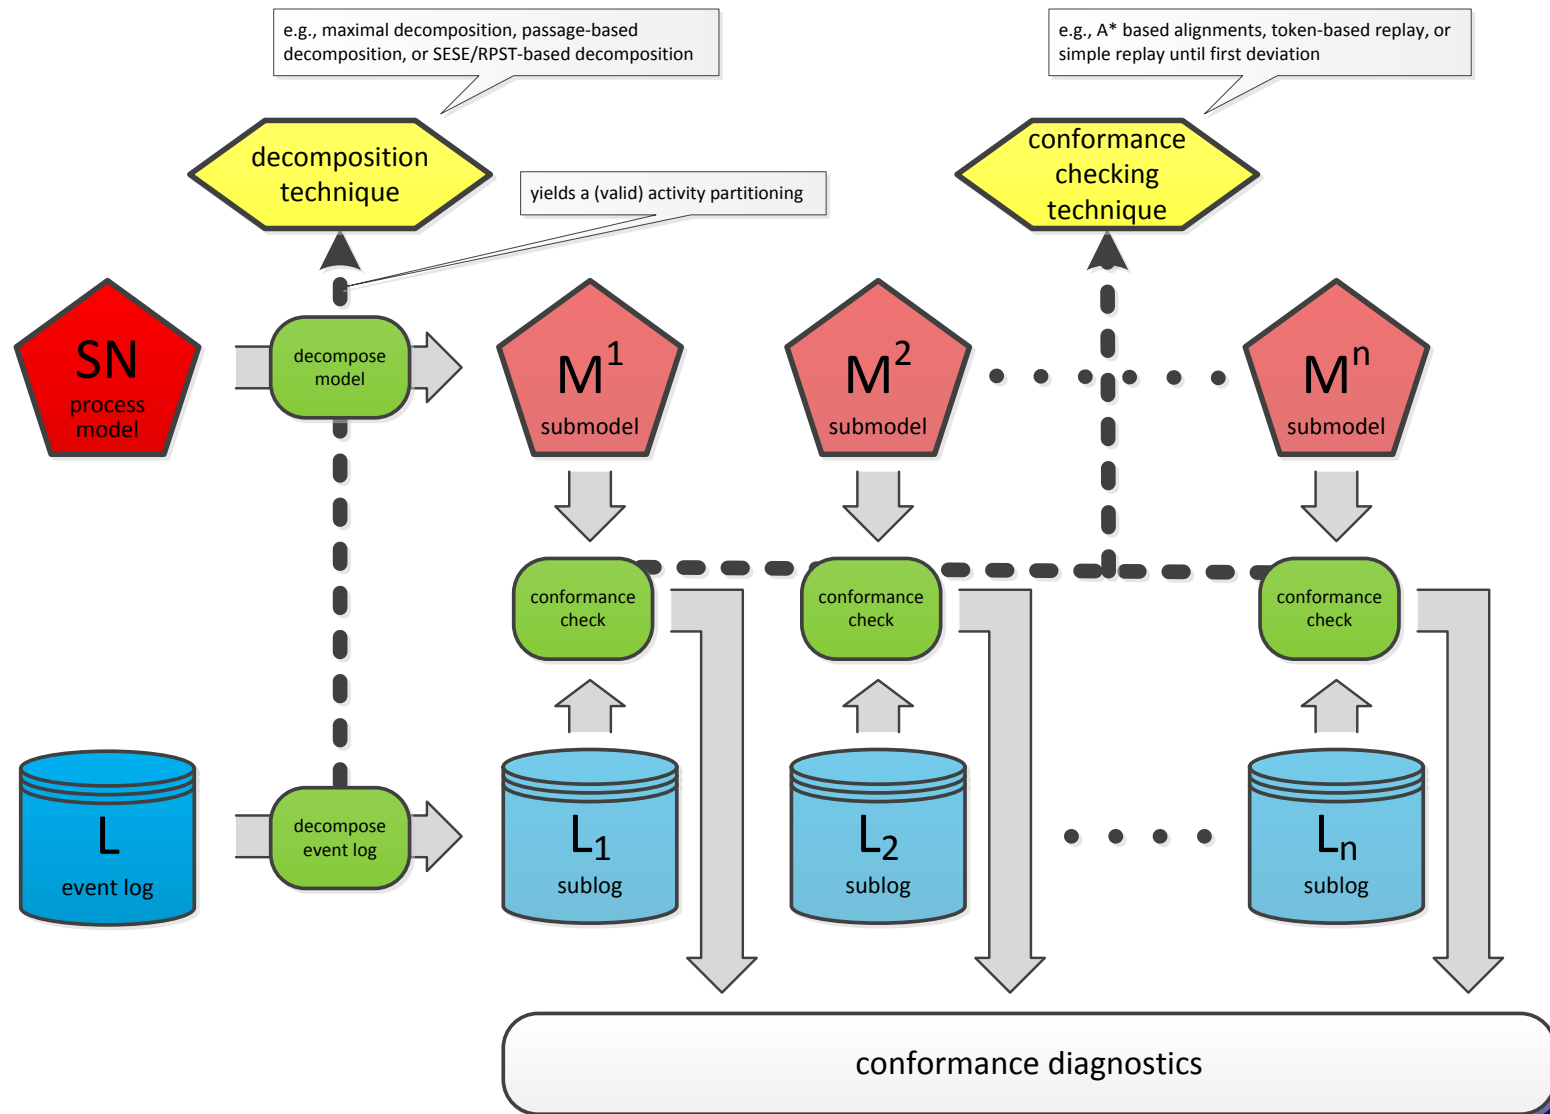 e.g., maximal decomposition, passage-based
decomposition, or SESE/RPST-based decomposition
e.g., A* based alignments, token-based replay, or
simple replay until first deviation
decomposition
technique
conformance
checking
technique
yields a (valid) activity partitioning
SN
process
model
decompose
model
M¹
submodel
M²
submodel
Mⁿ
submodel
conformance
check
conformance
check
conformance
check
L
event log
decompose
event log
L₁
sublog
L₂
sublog
Lₙ
sublog
conformance diagnostics